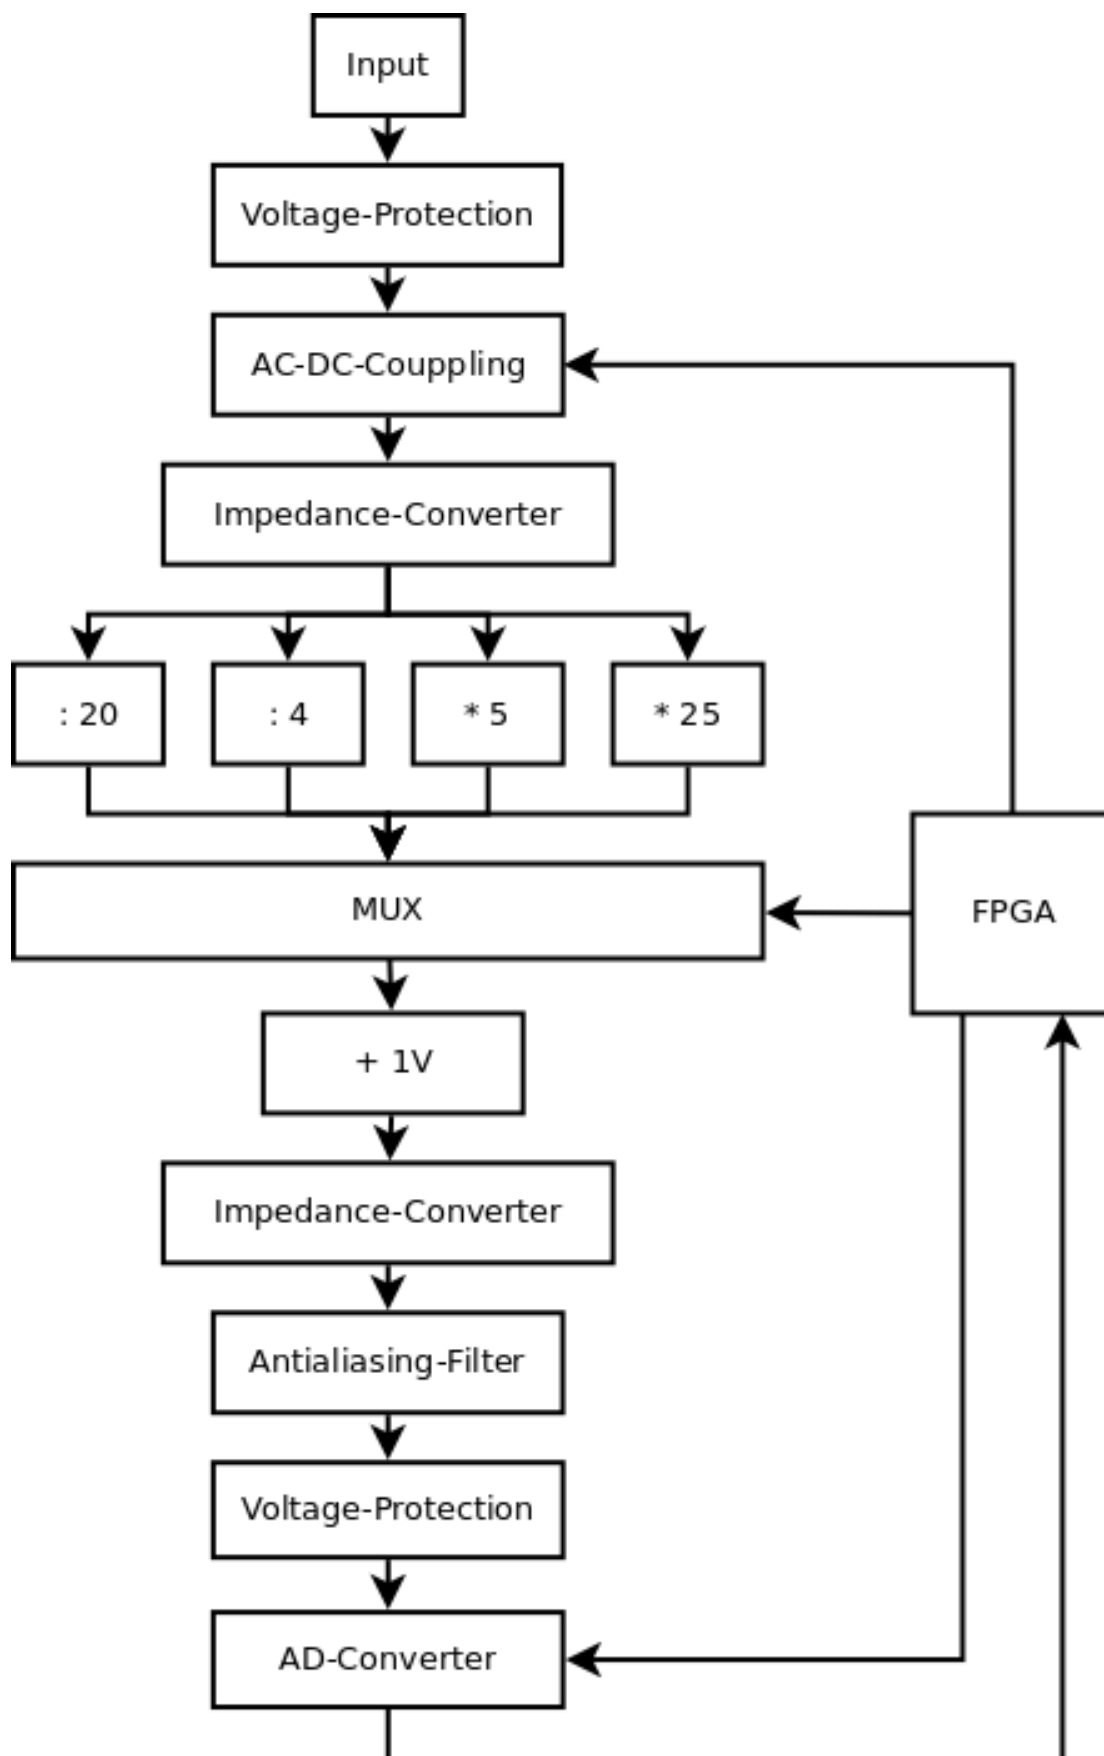 Input
Voltage-Protection
AC-DC-Couppling
Impedance-Converter
: 20
: 4
* 5
* 25
MUX
FPGA
+ 1V
Impedance-Converter
Antialiasing-Filter
Voltage-Protection
AD-Converter